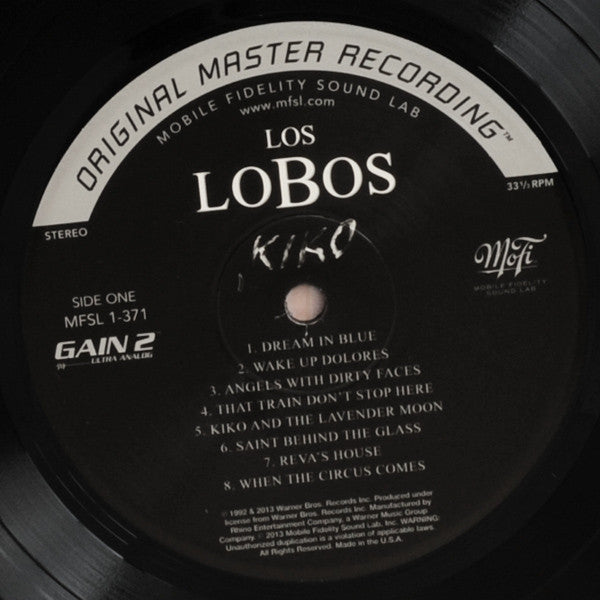 ORIGINAL MASTER RECORDING™
MOBILE FIDELITY SOUND LAB
www.mfsl.com
LOS
LOBOS
STEREO
33 ⅓ RPM
KIKO
MoFi
MOBILE FIDELITY
SOUND LAB
SIDE ONE
MFSL 1-371
GAIN 2
ULTRA ANALOG
TM
1. DREAM IN BLUE
2. WAKE UP DOLORES
3. ANGELS WITH DIRTY FACES
4. THAT TRAIN DON'T STOP HERE
5. KIKO AND THE LAVENDER MOON
6. SAINT BEHIND THE GLASS
7. REVA'S HOUSE
8. WHEN THE CIRCUS COMES
℗ 1992 & 2013 Warner Bros. Records Inc. Produced under
license from Warner Bros. Records Inc. Manufactured by
Rhino Entertainment Company, a Warner Music Group
Company. © 2013 Mobile Fidelity Sound Lab, Inc. WARNING:
Unauthorized duplication is a violation of applicable laws.
All Rights Reserved. Made in the U.S.A.